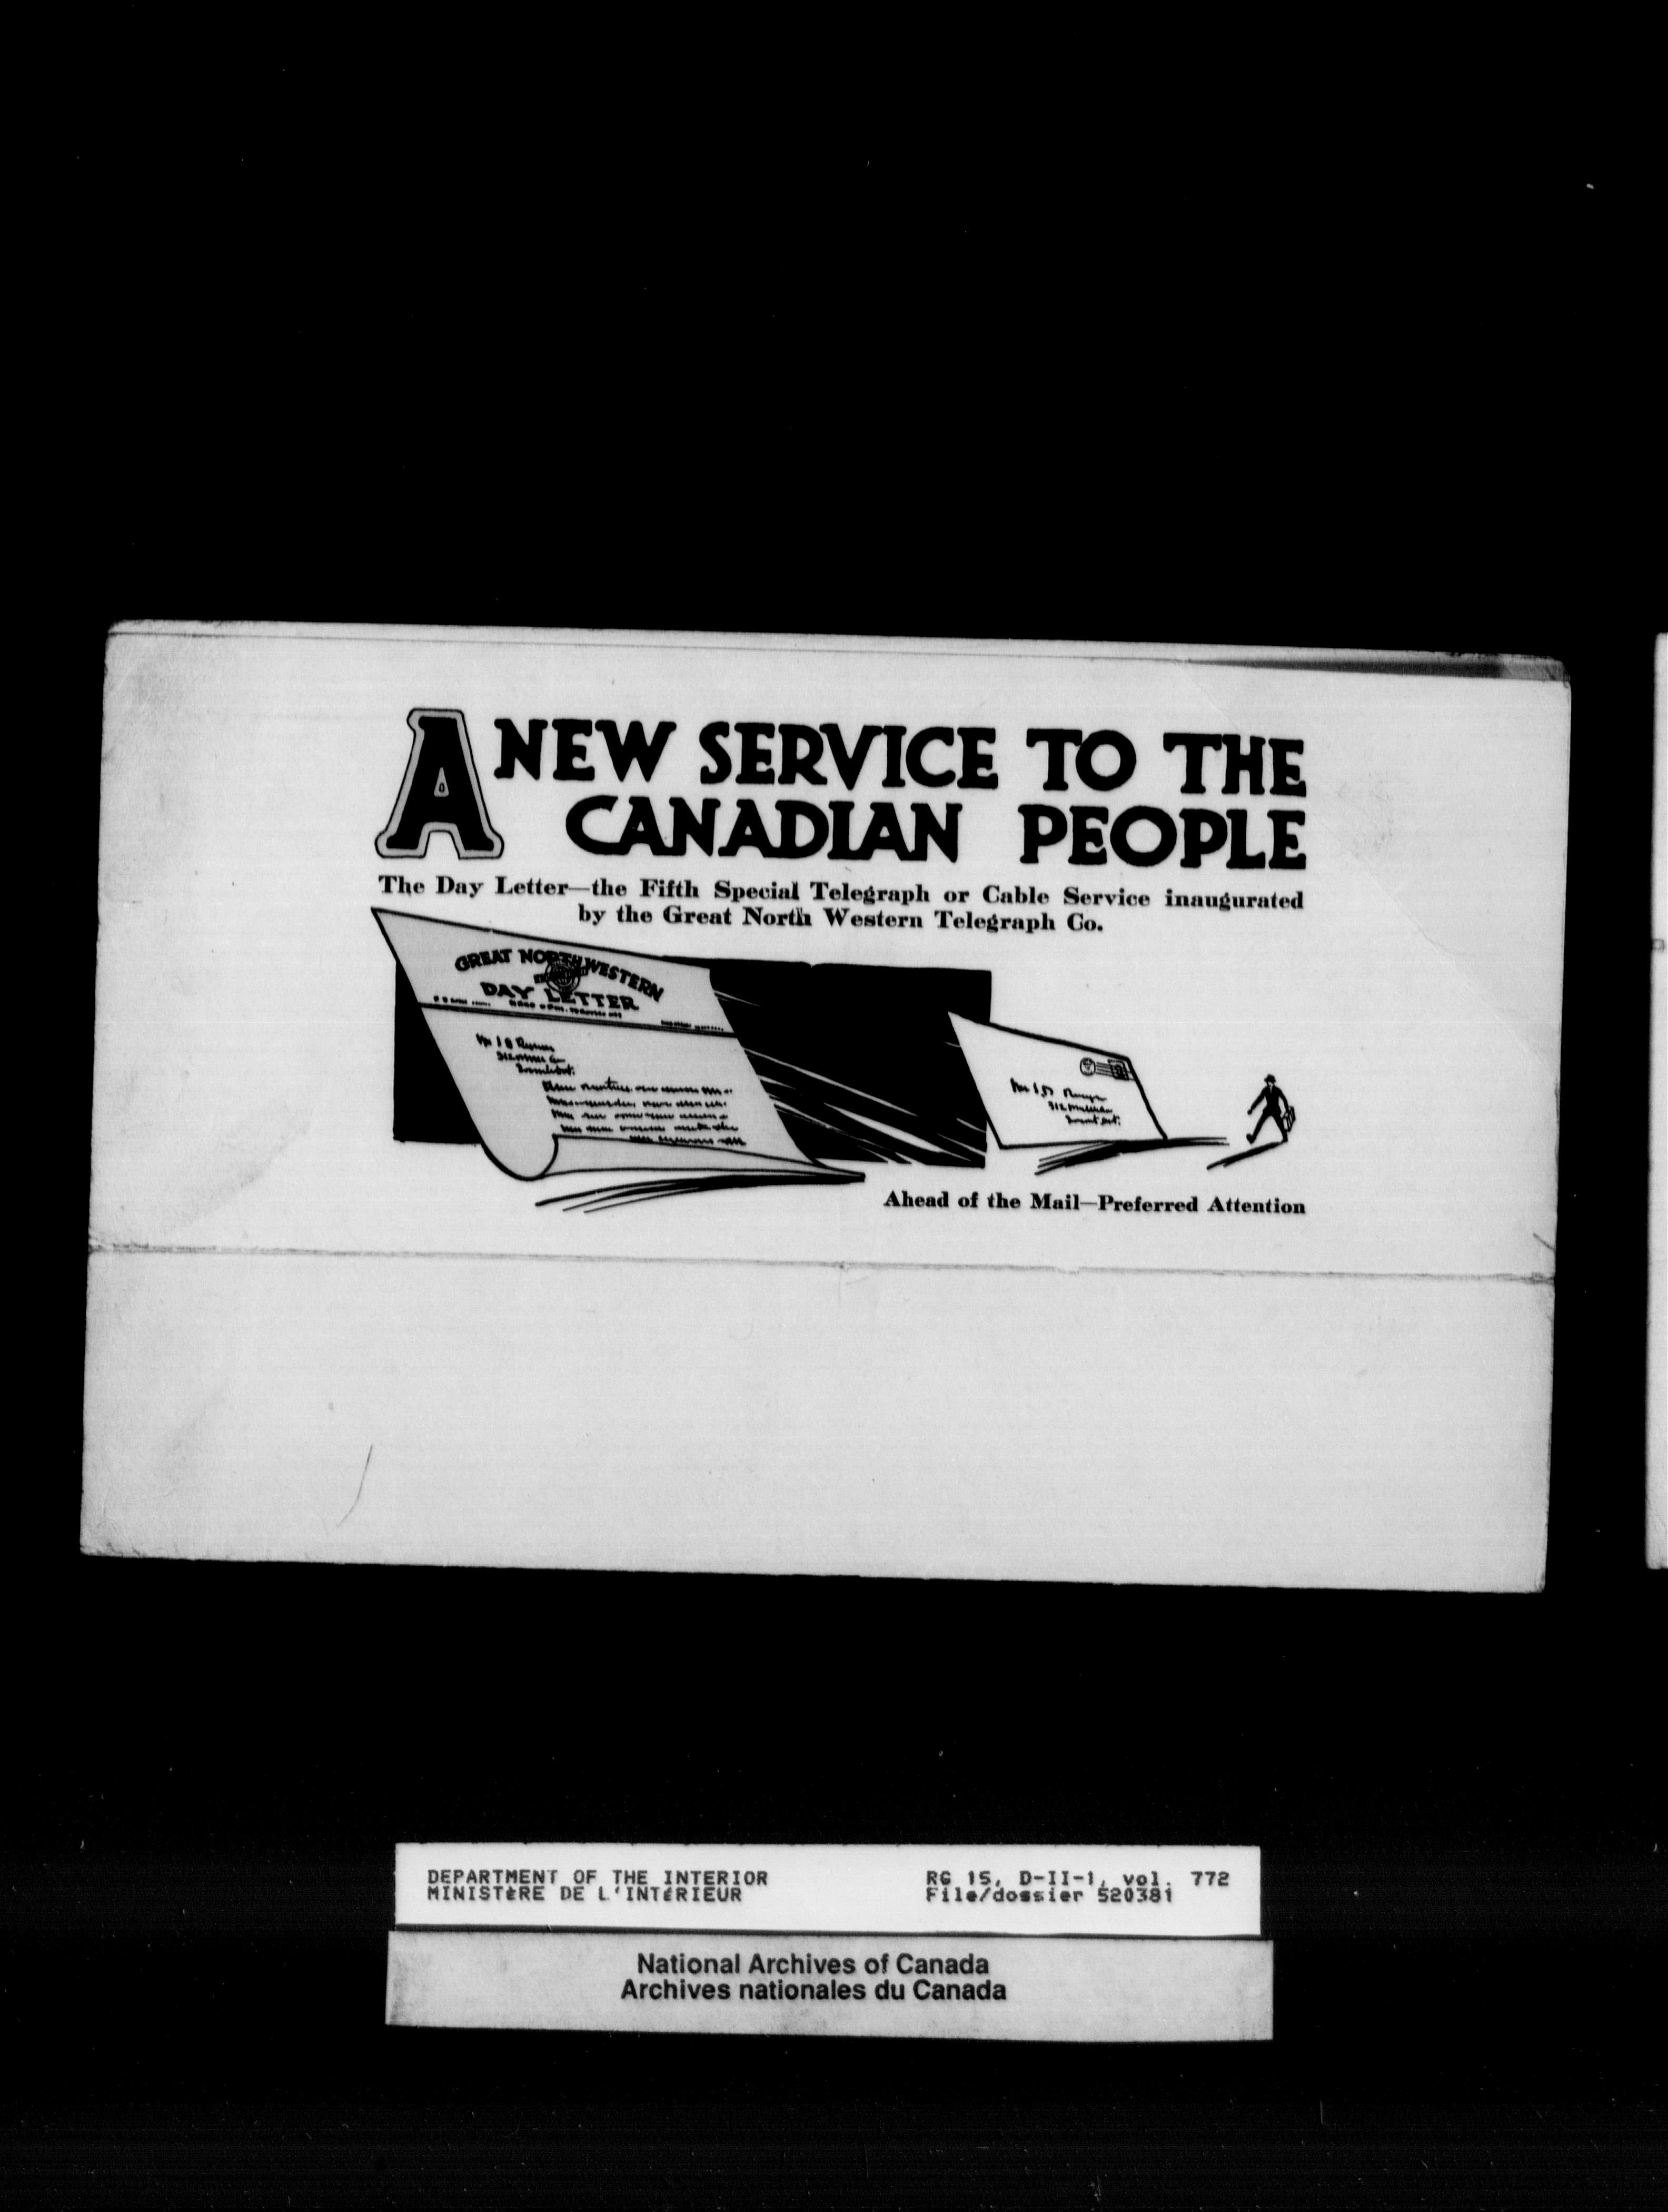 A NEW SERVICE TO THE
CANADIAN PEOPLE
The Day Letter—the Fifth Special Telegraph or Cable Service inaugurated
by the Great North Western Telegraph Co.
GREAT NORTH WESTERN
DAY LETTER
Ahead of the Mail—Preferred Attention
DEPARTMENT OF THE INTERIOR
MINISTèRE DE L'INTéRIEUR
RG 15, D-II-1, vol. 772
File/dossier 520381
National Archives of Canada
Archives nationales du Canada